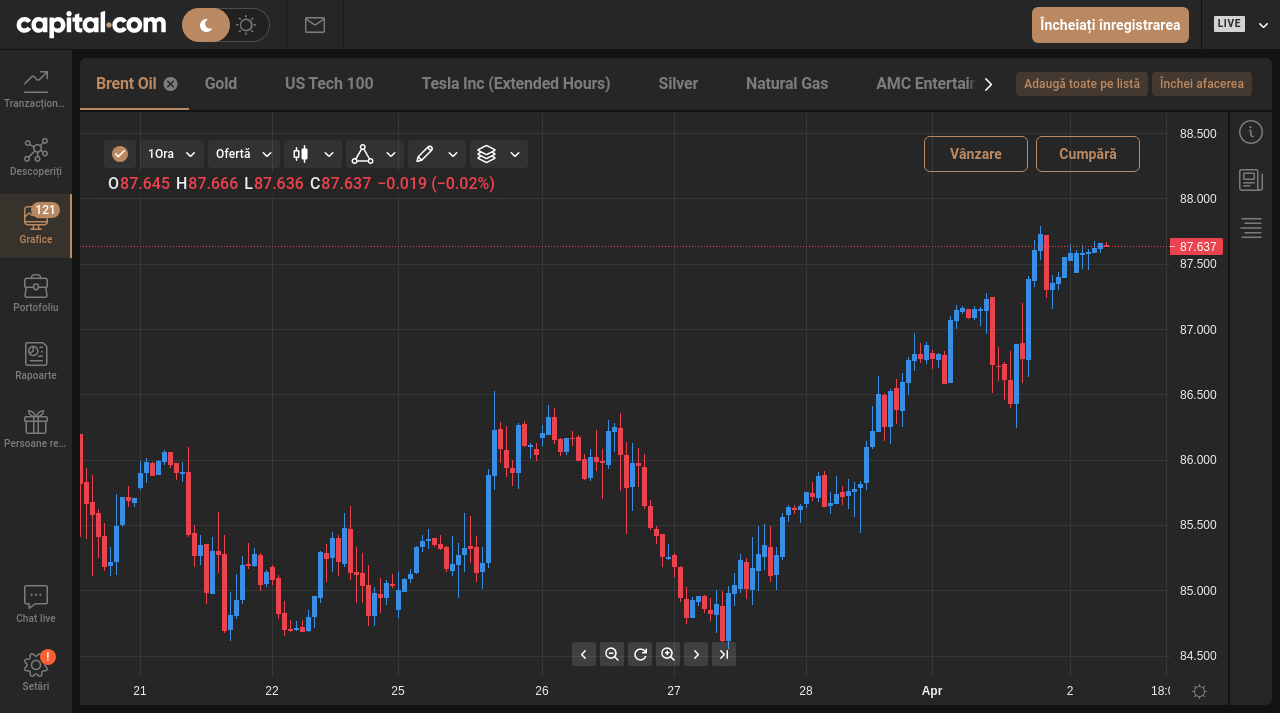 capital.com
Încheiați înregistrarea
LIVE
Brent Oil
Gold
US Tech 100
Tesla Inc (Extended Hours)
Silver
Natural Gas
AMC Entertain
Adaugă toate pe listă
Închei afacerea
Tranzacțion...
Descoperiți
121
Grafice
Portofoliu
Rapoarte
Persoane re...
Chat live
!
Setări
1Ora
Ofertă
Vânzare
Cumpără
O87.645 H87.666 L87.636 C87.637 −0.019 (−0.02%)
88.500
88.000
87.637
87.500
87.000
86.500
86.000
85.500
85.000
84.500
21
22
25
26
27
28
Apr
2
18:0